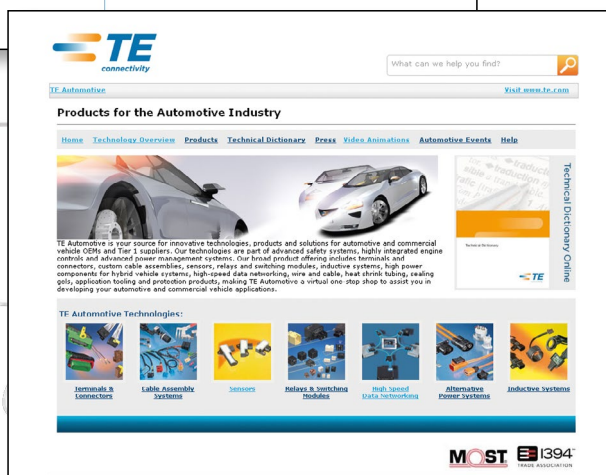 TE
connectivity
What can we help you find?
TE Automotive
Visit www.te.com
Products for the Automotive Industry
Home Technology Overview Products Technical Dictionary Press Video Animations Automotive Events Help
TE Automotive is your source for innovative technologies, products and solutions for automotive and commercial
vehicle OEMs and Tier 1 suppliers. Our technologies are part of advanced safety systems, highly integrated engine
controls and advanced power management systems. Our broad product offering includes terminals and
connectors, custom cable assemblies, sensors, relays and switching modules, inductive systems, high power
components for hybrid vehicle systems, high-speed data networking, wire and cable, heat shrink tubing, sealing
gels, application tooling and protection products, making TE Automotive a virtual one-stop shop to assist you in
developing your automotive and commercial vehicle applications.
Technical Dictionary Online
TE
TE Automotive Technologies:
Terminals &
Connectors
Cable Assembly
Systems
Sensors
Relays & Switching
Modules
High Speed
Data Networking
Alternative
Power Systems
Inductive Systems
MOST
1394
TRADE ASSOCIATION